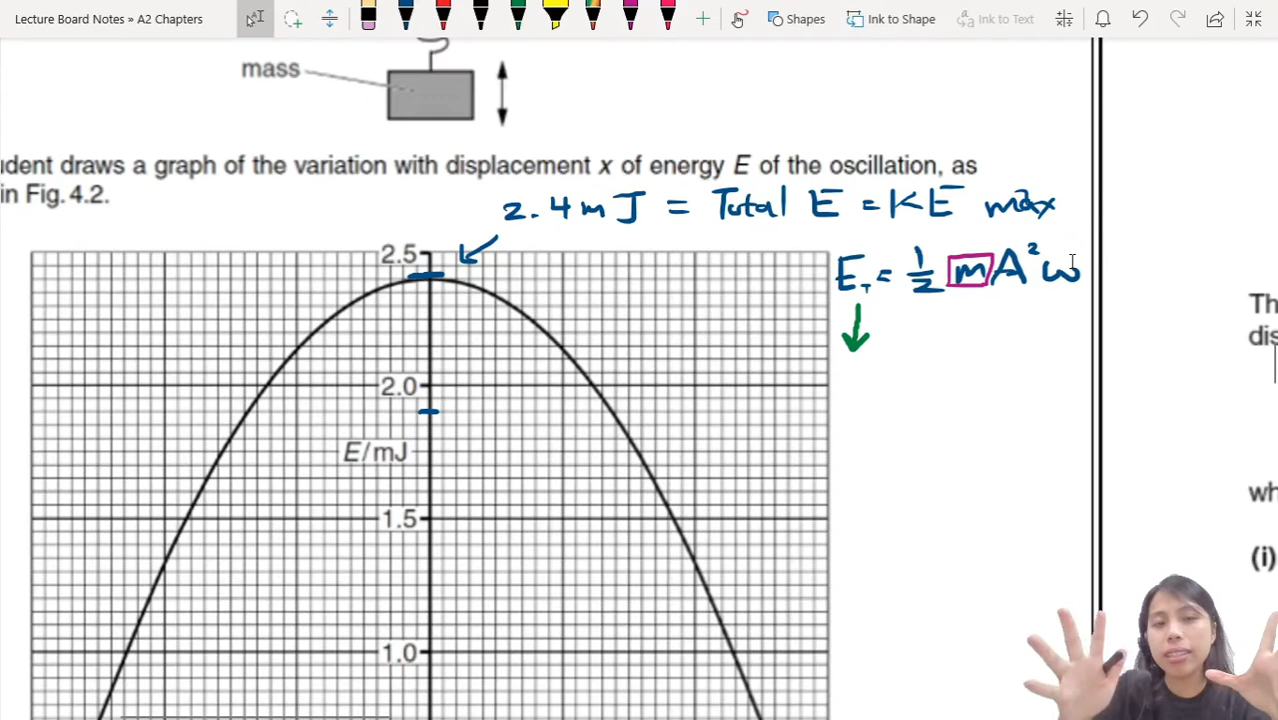 Lecture Board Notes » A2 Chapters
Shapes
Ink to Shape
Ink to Text
mass
udent draws a graph of the variation with displacement x of energy E of the oscillation, as
in Fig. 4.2.
2.4 mJ = Total E = KE max
2.5
E_T = 1/2 m A² ω
Th
dis
2.0
E/mJ
wh
1.5
(i)
1.0